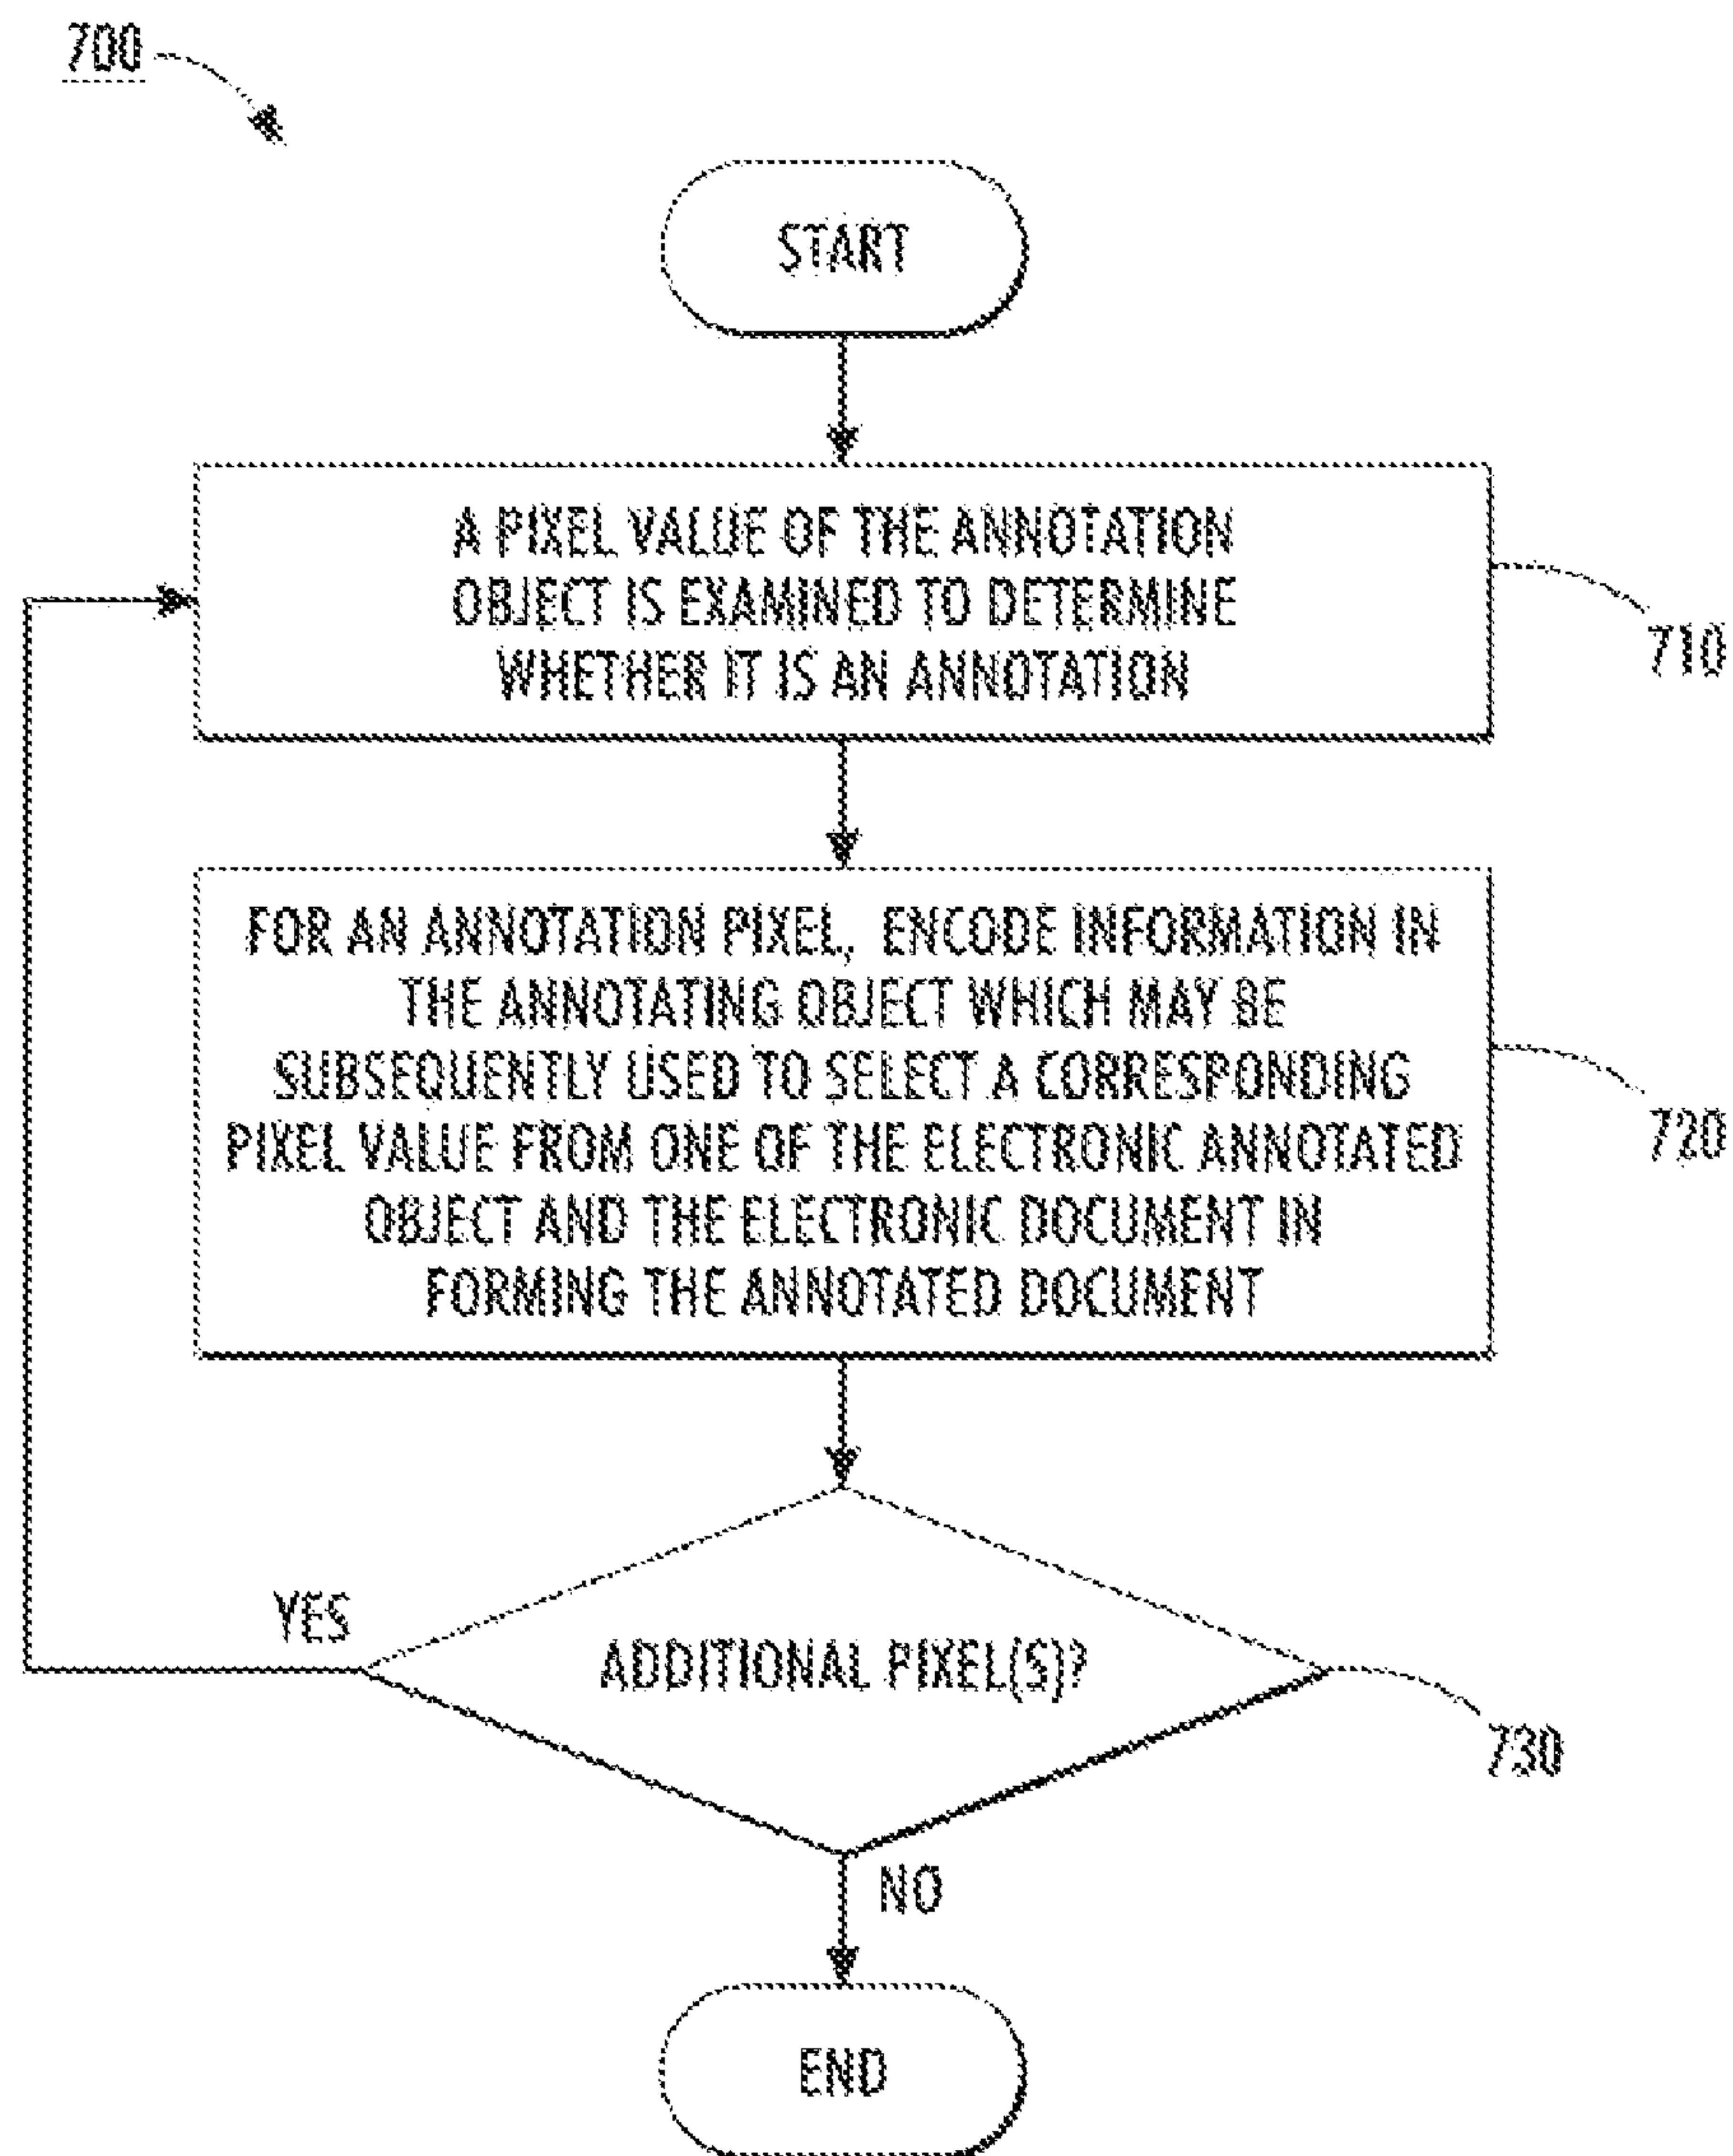 700
START
A PIXEL VALUE OF THE ANNOTATION
OBJECT IS EXAMINED TO DETERMINE
WHETHER IT IS AN ANNOTATION
710
FOR AN ANNOTATION PIXEL, ENCODE INFORMATION IN
THE ANNOTATING OBJECT WHICH MAY BE
SUBSEQUENTLY USED TO SELECT A CORRESPONDING
PIXEL VALUE FROM ONE OF THE ELECTRONIC ANNOTATED
OBJECT AND THE ELECTRONIC DOCUMENT IN
FORMING THE ANNOTATED DOCUMENT
720
YES
ADDITIONAL PIXEL(S)?
730
NO
END